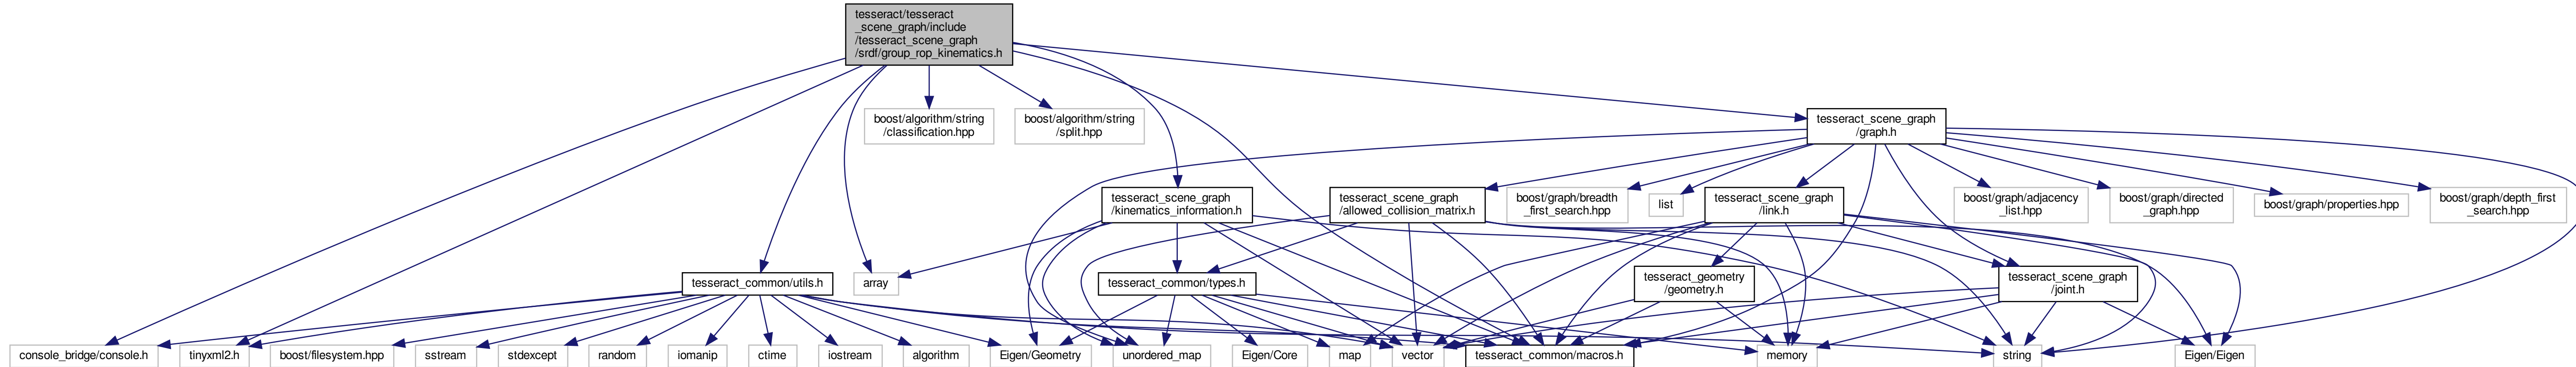 tesseract/tesseract
_scene_graph/include
/tesseract_scene_graph
/srdf/group_rop_kinematics.h
boost/algorithm/string
/classification.hpp
boost/algorithm/string
/split.hpp
tesseract_scene_graph
/graph.h
tesseract_scene_graph
/kinematics_information.h
tesseract_scene_graph
/allowed_collision_matrix.h
boost/graph/breadth
_first_search.hpp
list
tesseract_scene_graph
/link.h
boost/graph/adjacency
_list.hpp
boost/graph/directed
_graph.hpp
boost/graph/properties.hpp
boost/graph/depth_first
_search.hpp
tesseract_common/utils.h
array
tesseract_common/types.h
tesseract_geometry
/geometry.h
tesseract_scene_graph
/joint.h
console_bridge/console.h
tinyxml2.h
boost/filesystem.hpp
sstream
stdexcept
random
iomanip
ctime
iostream
algorithm
Eigen/Geometry
unordered_map
Eigen/Core
map
vector
tesseract_common/macros.h
memory
string
Eigen/Eigen